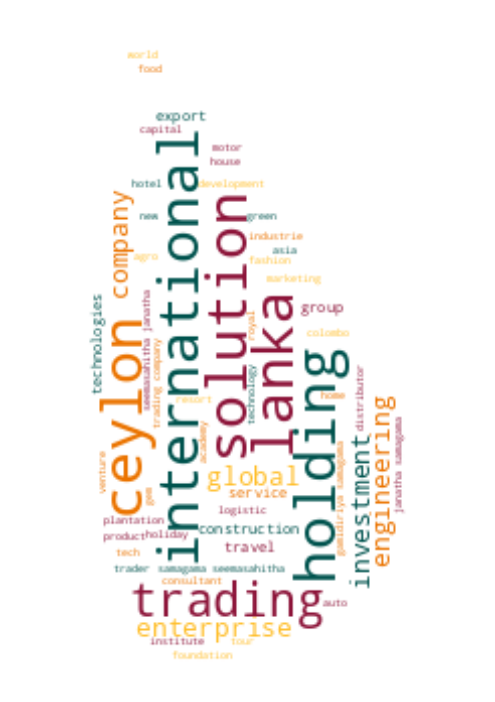 world
food
export
capital
motor
house
hotel
development
international
company
solution
new
green
industrie
asia
agro
fashion
marketing
technologies
seemasahitha janatha
lanka
group
royal
colombo
ceylon
trading company
holding
technology
distributor
home
resort
engineering
janatha samagama
academy
investment
gamidiriya samagama
venture
global
gem
service
logistic
plantation
construction
product
holiday
travel
tech
trader
samagama seemasahitha
consultant
trading
auto
enterprise
institute
tour
foundation